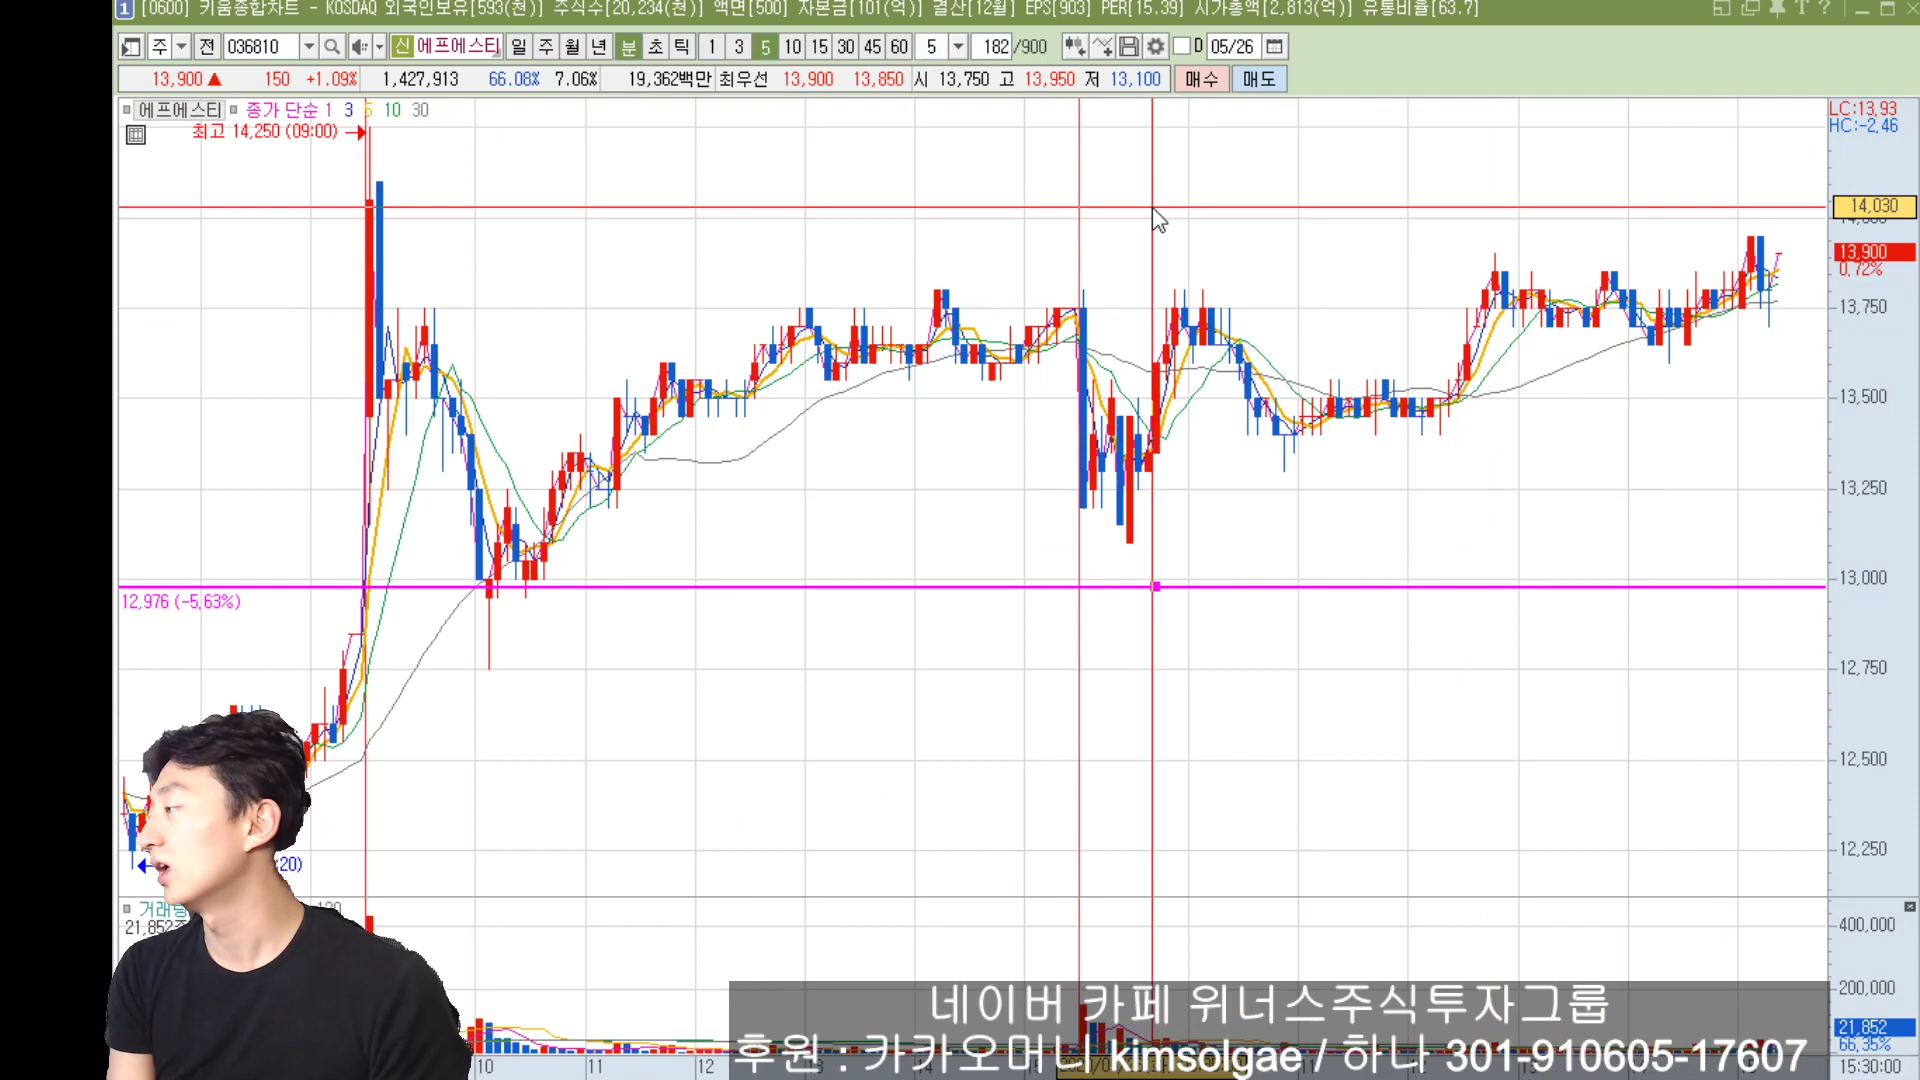 1 [0600] 키움종합차트 - KOSDAQ 외국인보유[593(천)] 주식수[20,234(천)] 액면[500] 자본금[101(억)] 결산[12월] EPS[903] PER[15.39] 시가총액[2,813(억)] 유통비율[63.7]
주 전 036810 신 에프에스티 일 주 월 년 분 초 틱 1 3 5 10 15 30 45 60 5 182 /900 D 05/26
13,900 ▲ 150 +1.09% 1,427,913 66.08% 7.06% 19,362백만 최우선 13,900 13,850 시 13,750 고 13,950 저 13,100 매수 매도
에프에스티 종가 단순 1 3 5 10 30
LC:13.93
HC:-2.46
최고 14,250 (09:00)
14,030
13,900
0.72%
13,750
13,500
13,250
13,000
12,976 (-5.63%)
12,750
12,500
12,250
:20)
120
21,852
400,000
200,000
21,852
66.35%
네이버 카페 위너스주식투자그룹
후원 : 카카오머니 kimsolgae / 하나 301-910605-17607
10 11 12
15:30:00